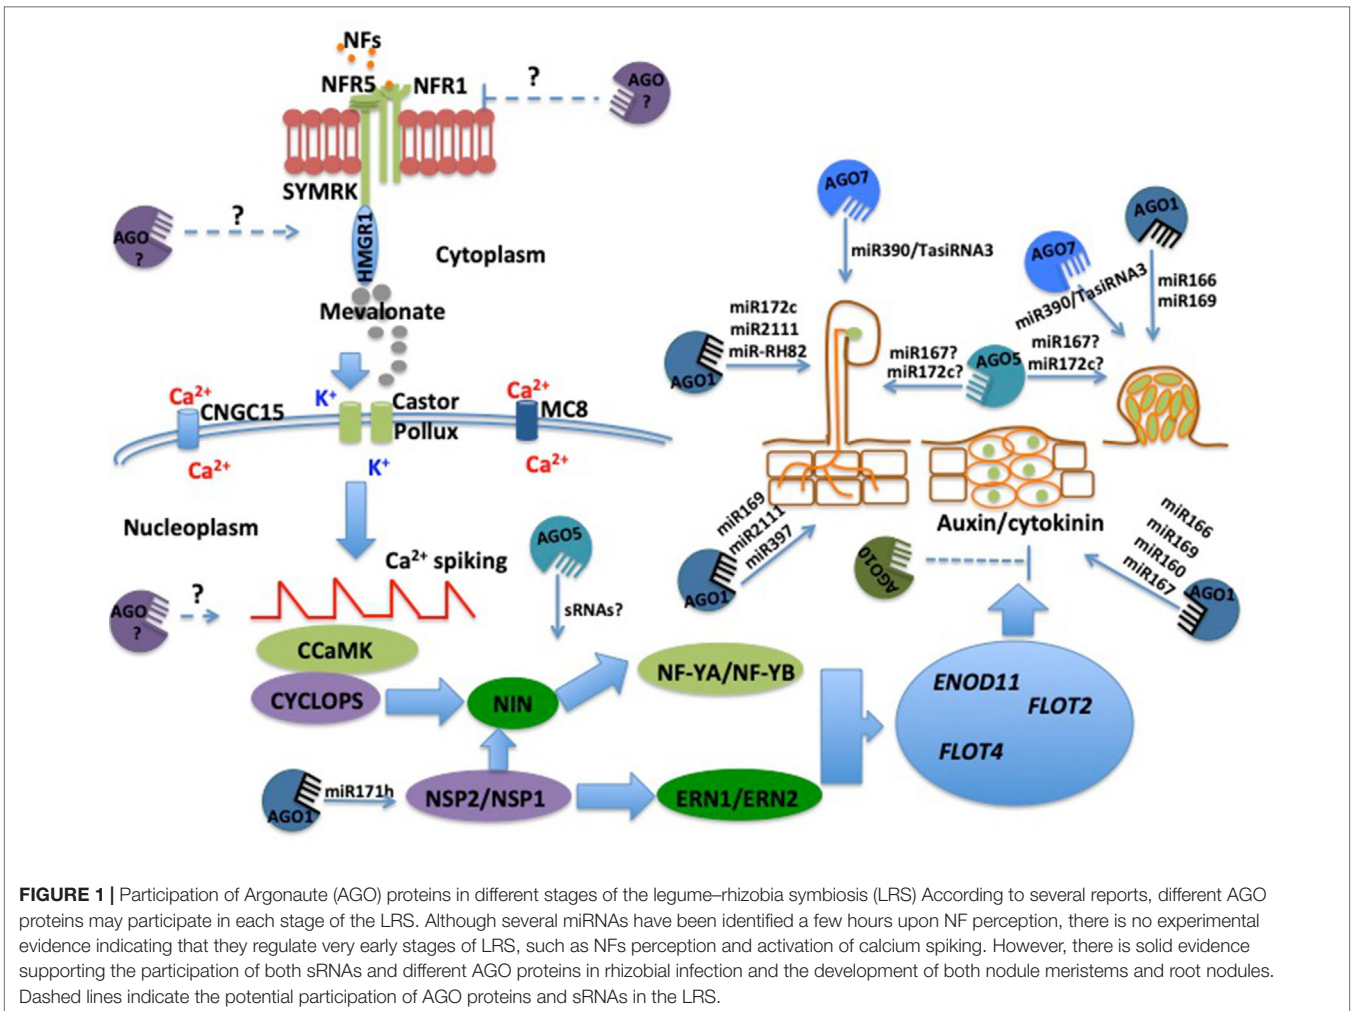 NFs
NFR5
NFR1
?
AGO
?
SYMRK
AGO
?
?
HMGR1
Cytoplasm
Mevalonate
Ca2+
CNGC15
K+
Castor
Pollux
Ca2+
MC8
Ca2+
K+
Ca2+
Nucleoplasm
Ca2+ spiking
AGO
?
?
AGO5
sRNAs?
CCaMK
CYCLOPS
NIN
NF-YA/NF-YB
AGO1
miR171h
NSP2/NSP1
ERN1/ERN2
ENOD11
FLOT2
FLOT4
AGO7
miR390/TasiRNA3
AGO1
miR172c
miR2111
miR-RH82
miR167?
miR172c?
AGO5
miR167?
miR172c?
AGO7
miR390/TasiRNA3
AGO1
miR166
miR169
AGO1
miR169
miR2111
miR397
Auxin/cytokinin
AGO10
miR166
miR169
miR160
miR167
AGO1
FIGURE 1 | Participation of Argonaute (AGO) proteins in different stages of the legume–rhizobia symbiosis (LRS) According to several reports, different AGO
proteins may participate in each stage of the LRS. Although several miRNAs have been identified a few hours upon NF perception, there is no experimental
evidence indicating that they regulate very early stages of LRS, such as NFs perception and activation of calcium spiking. However, there is solid evidence
supporting the participation of both sRNAs and different AGO proteins in rhizobial infection and the development of both nodule meristems and root nodules.
Dashed lines indicate the potential participation of AGO proteins and sRNAs in the LRS.